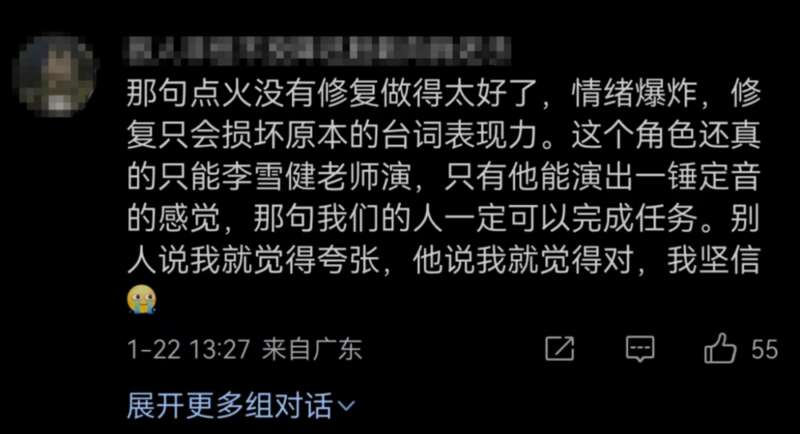 那句点火没有修复做得太好了，情绪爆炸，修
复只会损坏原本的台词表现力。这个角色还真
的只能李雪健老师演，只有他能演出一锤定音
的感觉，那句我们的人一定可以完成任务。别
人说我就觉得夸张，他说我就觉得对，我坚信
1-22 13:27 来自广东
55
展开更多组对话